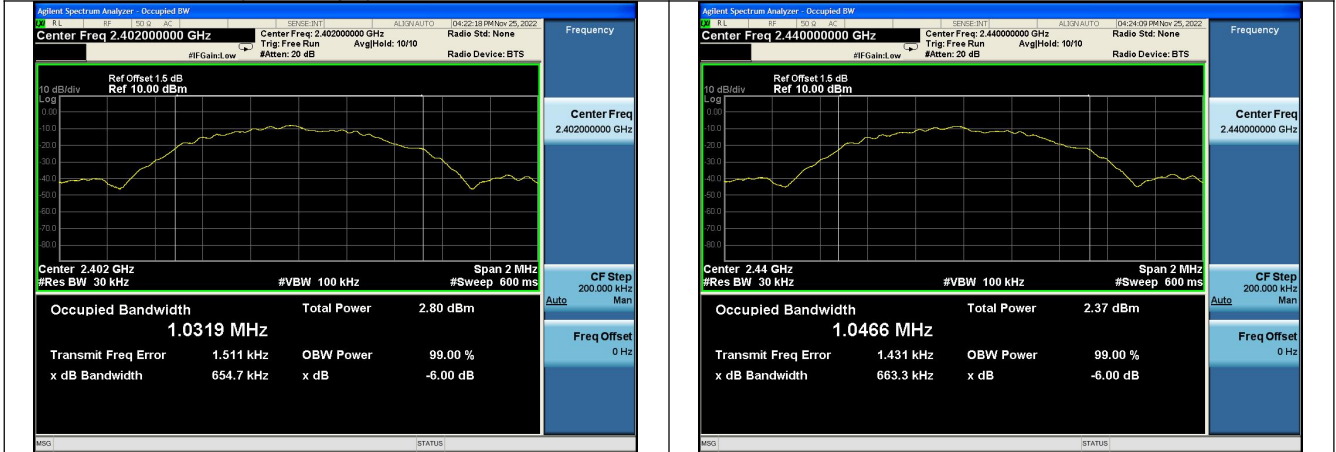 Agilent Spectrum Analyzer - Occupied BW
RL RF 50 Ω AC SENSE:INT ALIGNAUTO 04:22:18 PM Nov 25, 2022
Center Freq 2.402000000 GHz
Center Freq: 2.402000000 GHz
Radio Std: None
Trig: Free Run Avg|Hold: 10/10
#IFGain:Low #Atten: 20 dB Radio Device: BTS
Ref Offset 1.5 dB
10 dB/div Ref 10.00 dBm
Log
0.00
-10.0
-20.0
-30.0
-40.0
-50.0
-60.0
-70.0
-80.0
Center 2.402 GHz Span 2 MHz
#Res BW 30 kHz #VBW 100 kHz #Sweep 600 ms
Occupied Bandwidth Total Power 2.80 dBm
1.0319 MHz
Transmit Freq Error 1.511 kHz OBW Power 99.00 %
x dB Bandwidth 654.7 kHz x dB -6.00 dB
MSG STATUS
Frequency
Center Freq
2.402000000 GHz
CF Step
200.000 kHz
Auto Man
Freq Offset
0 Hz
Agilent Spectrum Analyzer - Occupied BW
RL RF 50 Ω AC SENSE:INT ALIGNAUTO 04:24:09 PM Nov 25, 2022
Center Freq 2.440000000 GHz
Center Freq: 2.440000000 GHz
Radio Std: None
Trig: Free Run Avg|Hold: 10/10
#IFGain:Low #Atten: 20 dB Radio Device: BTS
Ref Offset 1.5 dB
10 dB/div Ref 10.00 dBm
Log
0.00
-10.0
-20.0
-30.0
-40.0
-50.0
-60.0
-70.0
-80.0
Center 2.44 GHz Span 2 MHz
#Res BW 30 kHz #VBW 100 kHz #Sweep 600 ms
Occupied Bandwidth Total Power 2.37 dBm
1.0466 MHz
Transmit Freq Error 1.431 kHz OBW Power 99.00 %
x dB Bandwidth 663.3 kHz x dB -6.00 dB
MSG STATUS
Frequency
Center Freq
2.440000000 GHz
CF Step
200.000 kHz
Auto Man
Freq Offset
0 Hz